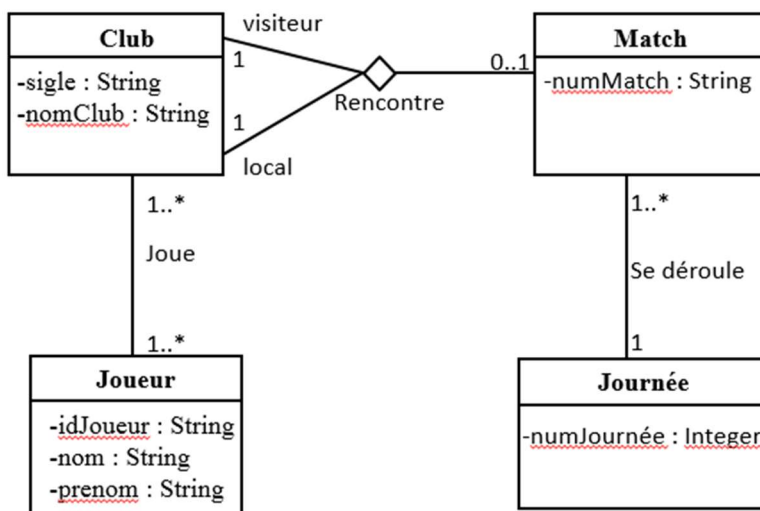 visiteur
Club
1
-sigle : String
-nomClub : String
1
local
Rencontre
0..1
Match
-numMatch : String
1..*
Joue
1..*
1..*
Se déroule
1
Joueur
-idJoueur : String
-nom : String
-prenom : String
Journée
-numJournée : Integer